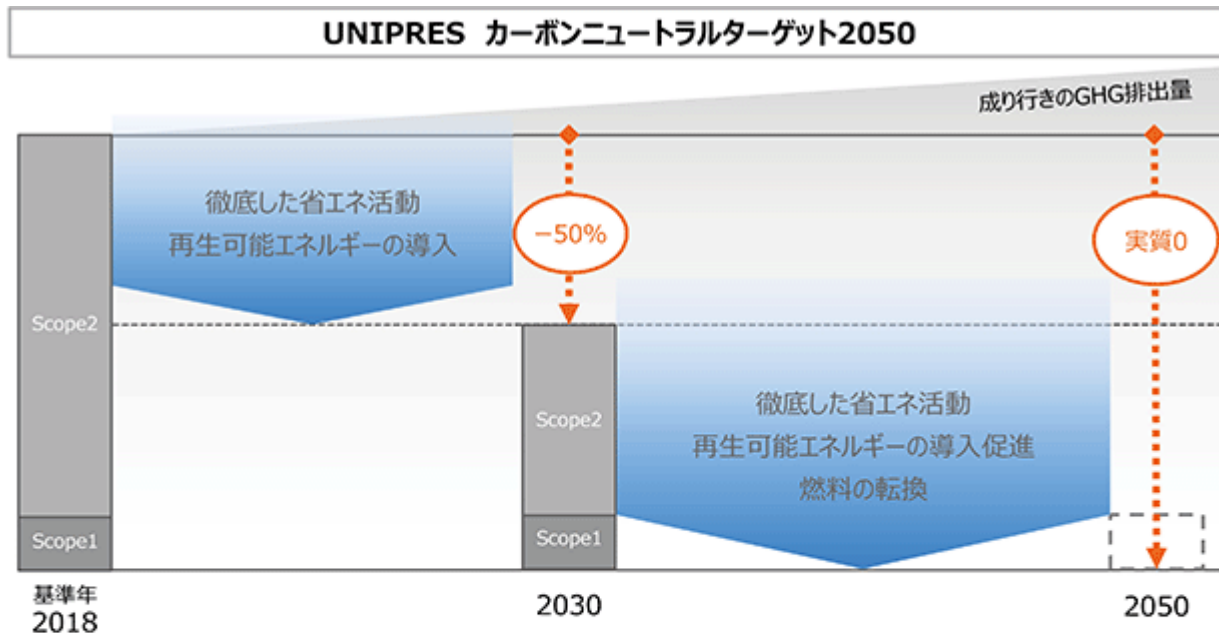 UNIPRES カーボンニュートラルターゲット2050
成り行きのGHG排出量
徹底した省エネ活動
再生可能エネルギーの導入
－50%
実質0
Scope2
Scope2
徹底した省エネ活動
再生可能エネルギーの導入促進
燃料の転換
Scope1
Scope1
基準年
2018
2030
2050